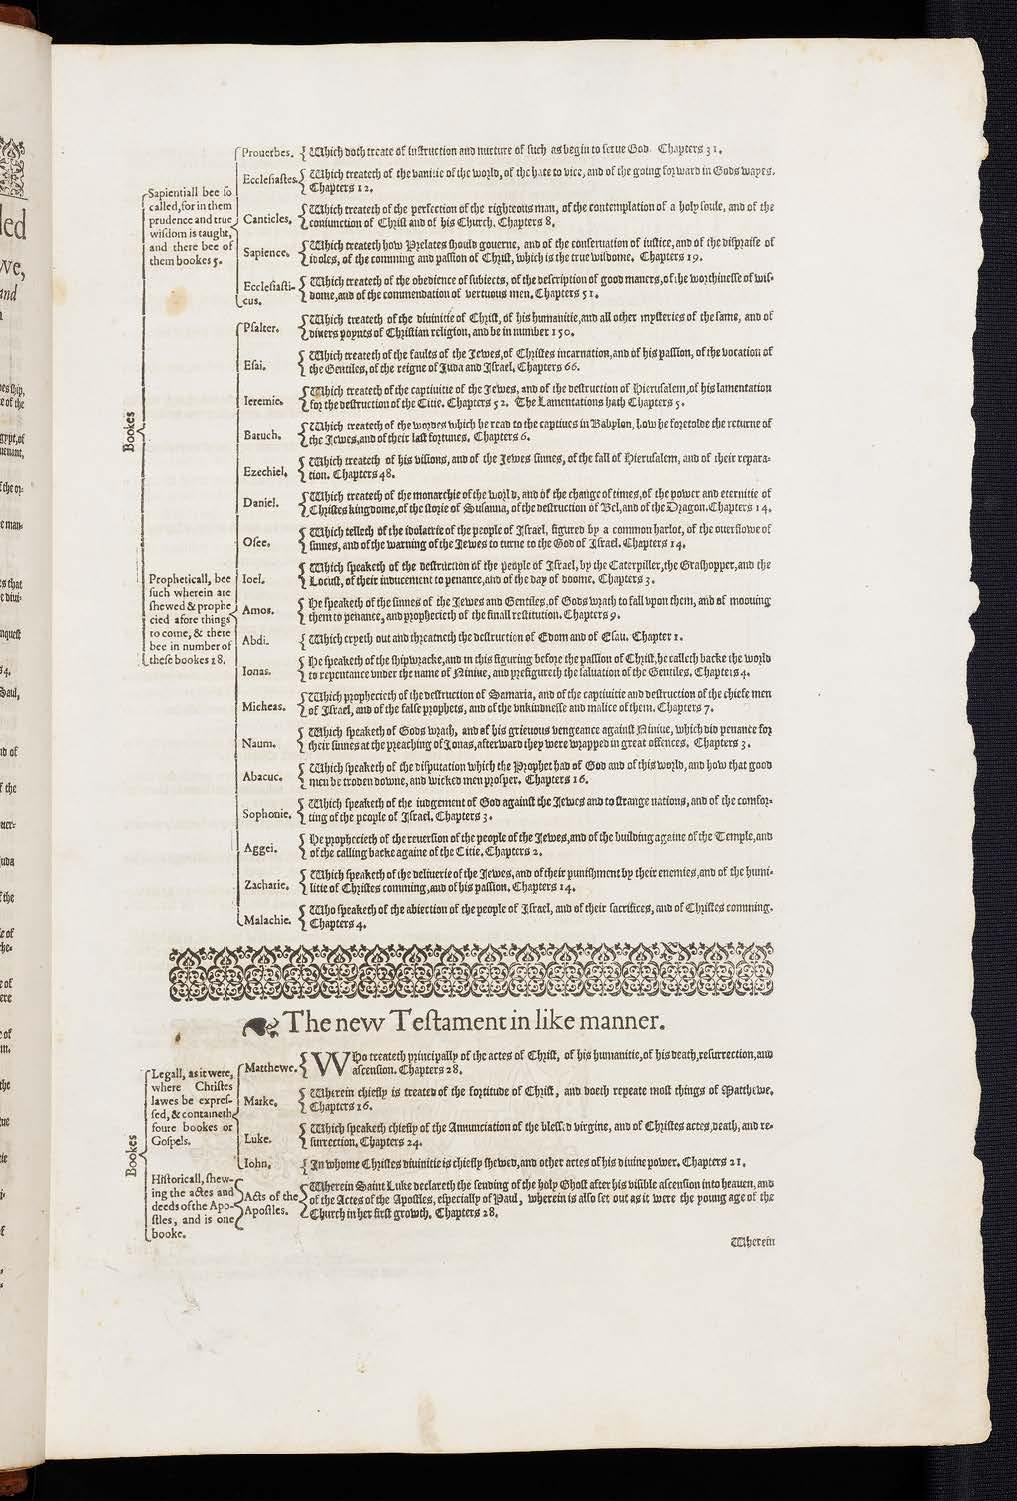 Prouerbes. { Which doth treate of instruction and nurture of such as begin to serue God. Chapters 31.
Ecclesiastes. { Which treateth of the vanitie of the world, of the hate to vice, and of the going forward in Gods wayes.
Chapters 12.
Sapientiall bee so
called, for in them
prudence and true
wisdom is taught,
and there bee of
them bookes 5.
Canticles, { Which treateth of the perfection of the righteous man, of the contemplation of a holy soule, and of the
coniunction of Christ and of his Church. Chapters 8.
Sapience. { Which treateth how Prelates should gouerne, and of the conseruation of iustice, and of the dispraise of
idoles, of the comming and passion of Christ, which is the true wisdome. Chapters 19.
Ecclesiasti-
cus. { Which treateth of the obedience of subiects, of the description of good maners, of the worthinesse of wis-
dome, and of the commendation of vertuous men. Chapters 51.
Bookes
Psalter. { Which treateth of the diuinitie of Christ, of his humanitie, and all other mysteries of the same, and of
diuers poynts of Christian religion, and be in number 150.
Esai. { Which treateth of the faults of the Jewes, of Christes incarnation, and of his passion, of the vocation of
the Gentiles, of the reigne of Juda and Israel, Chapters 66.
Ieremie. { Which treateth of the captiuitie of the Jewes, and of the destruction of Hierusalem, of his lamentation
for the destruction of the Citie. Chapters 52. The Lamentations hath Chapters 5.
Baruch. { Which treateth of the wordes which he read to the captiues in Babylon, how he foretolde the returne of
the Jewes, and of their last fortunes. Chapters 6.
Ezechiel, { Which treateth of his visions, and of the Jewes sinnes, of the fall of Hierusalem, and of their repara-
tion. Chapters 48.
Daniel. { Which treateth of the monarchie of the world, and of the change of times, of the power and eternitie of
Christes kingdome, of the storie of Susanna, of the destruction of Bel, and of the Dragon. Chapters 14.
Osee. { Which telleth of the idolatrie of the people of Israel, figured by a common harlot, of the ouerflowe of
sinnes, and of the warning of the Jewes to turne to the God of Israel. Chapters 14.
Propheticall, bee
such wherein are
shewed & prophe
cied afore things
to come, & there
bee in number of
these bookes 18.
Ioel. { Which speaketh of the destruction of the people of Israel, by the Caterpiller, the Grashopper, and the
Locust, of their inducement to penance, and of the day of doome. Chapters 3.
Amos. { He speaketh of the sinnes of the Jewes and Gentiles, of Gods wrath to fall vpon them, and of moouing
them to penance, and prophecieth of the finall restitution. Chapters 9.
Abdi. { Which cryeth out and threatneth the destruction of Edom and of Esau. Chapter 1.
Ionas. { He speaketh of the shipwracke, and in this figuring before the passion of Christ, he calleth backe the world
to repentance vnder the name of Niniue, and prefigureth the saluation of the Gentiles. Chapters 4.
Micheas. { Which prophecieth of the destruction of Samaria, and of the captiuitie and destruction of the chiefe men
of Israel, and of the false prophets, and of the vnkindnesse and malice of them. Chapters 7.
Naum. { Which speaketh of Gods wrath, and of his grieuous vengeance against Niniue, which did penance for
their sinnes at the preaching of Jonas, afterward they were wrapped in great offences. Chapters 3.
Abacuc. { Which speaketh of the disputation which the Prophet had of God and of this world, and how that good
men be troden downe, and wicked men prosper. Chapters 16.
Sophonie. { Which speaketh of the iudgement of God against the Jewes and to strange nations, and of the comfor-
ting of the people of Israel. Chapters 3.
Aggei. { He prophecieth of the reuersion of the people of the Jewes, and of the building againe of the Temple, and
of the calling backe againe of the Citie. Chapters 2.
Zacharie. { Which speaketh of the deliuerie of the Jewes, and of their punishment by their enemies, and of the humi-
litie of Christes comming, and of his passion, Chapters 14.
Malachie. { Who speaketh of the abiection of the people of Israel, and of their sacrifices, and of Christes comming.
Chapters 4.
The new Testament in like manner.
Bookes
Legall, as it were,
where Christes
lawes be expres-
sed, & containeth
foure bookes or
Gospels.
Matthewe. { Who treateth principally of the actes of Christ, of his humanitie, of his death, resurrection, and
ascension. Chapters 28.
Marke. { Wherein chiefly is treated of the fortitude of Christ, and doeth repeate most things of Matthewe.
Chapters 16.
Luke. { Which speaketh chiefly of the Annunciation of the blessed virgine, and of Christes actes, death, and re-
surrection. Chapters 24.
Iohn. { In whome Christes diuinitie is chiefly shewed, and other actes of his diuine power. Chapters 21.
Historicall, shew-
ing the actes and
deeds of the Apo-
stles, and is one
booke.
Acts of the
Apostles. { Wherein Saint Luke declareth the sending of the holy Ghost after his visible ascension into heauen, and
of the Actes of the Apostles, especially of Paul, wherein is also set out as it were the young age of the
Church in her first growth. Chapters 28.
Wherein